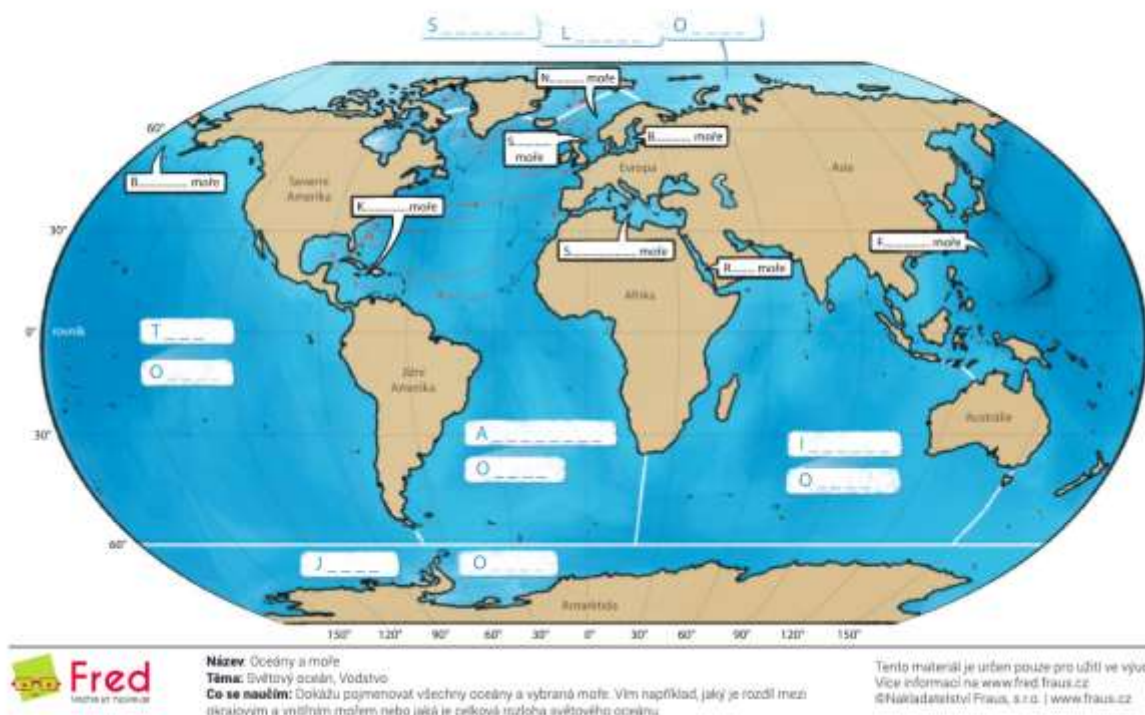 S _ _ _ _ _ _ L _ _ _ _ _ O _ _ _ _
N........... moře
S...........
moře
B............ moře
60°
Evropa
Asie
B................ moře
Severní
Amerika
K............moře
30°
S.................. moře
F.............. moře
R....... moře
Afrika
0° rovník
T _ _ _
O _ _ _ _
Jižní
Amerika
Austrálie
30°
A _ _ _ _ _ _ _ _
O _ _ _ _
I _ _ _ _ _
O _ _ _ _
60°
J _ _ _ _ O _ _ _ _
Antarktida
150° 120° 90° 60° 30° 0° 30° 60° 90° 120° 150°
Fred
Název: Oceány a moře
Téma: Světový oceán, Vodstvo
Co se naučím: Dokážu pojmenovat všechny oceány a vybraná moře. Vím například, jaký je rozdíl mezi
okrajovým a vnitřním mořem nebo jaká je celková rozloha světového oceánu
Tento materiál je určen pouze pro užití ve výuc
Více informací na www.fred.fraus.cz
©Nakladatelství Fraus, s.r.o. | www.fraus.cz